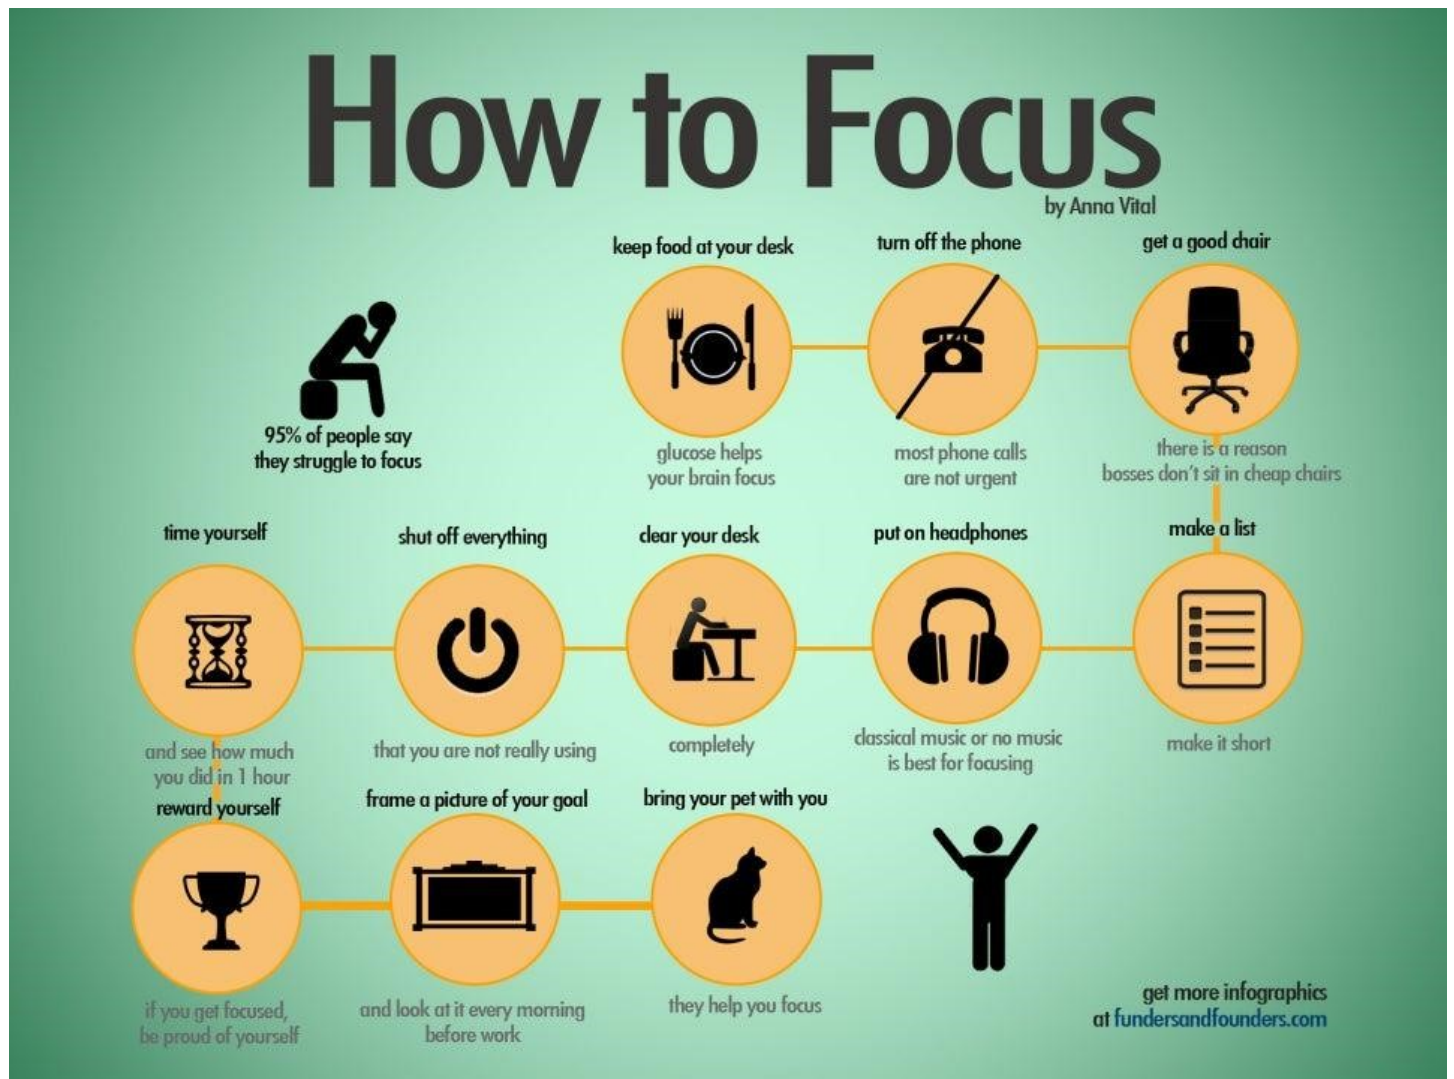 How to Focus
by Anna Vital
95% of people say
they struggle to focus
keep food at your desk
glucose helps
your brain focus
turn off the phone
most phone calls
are not urgent
get a good chair
there is a reason
bosses don't sit in cheap chairs
make a list
make it short
put on headphones
classical music or no music
is best for focusing
clear your desk
completely
shut off everything
that you are not really using
time yourself
and see how much
you did in 1 hour
reward yourself
if you get focused,
be proud of yourself
frame a picture of your goal
and look at it every morning
before work
bring your pet with you
they help you focus
get more infographics
at fundersandfounders.com